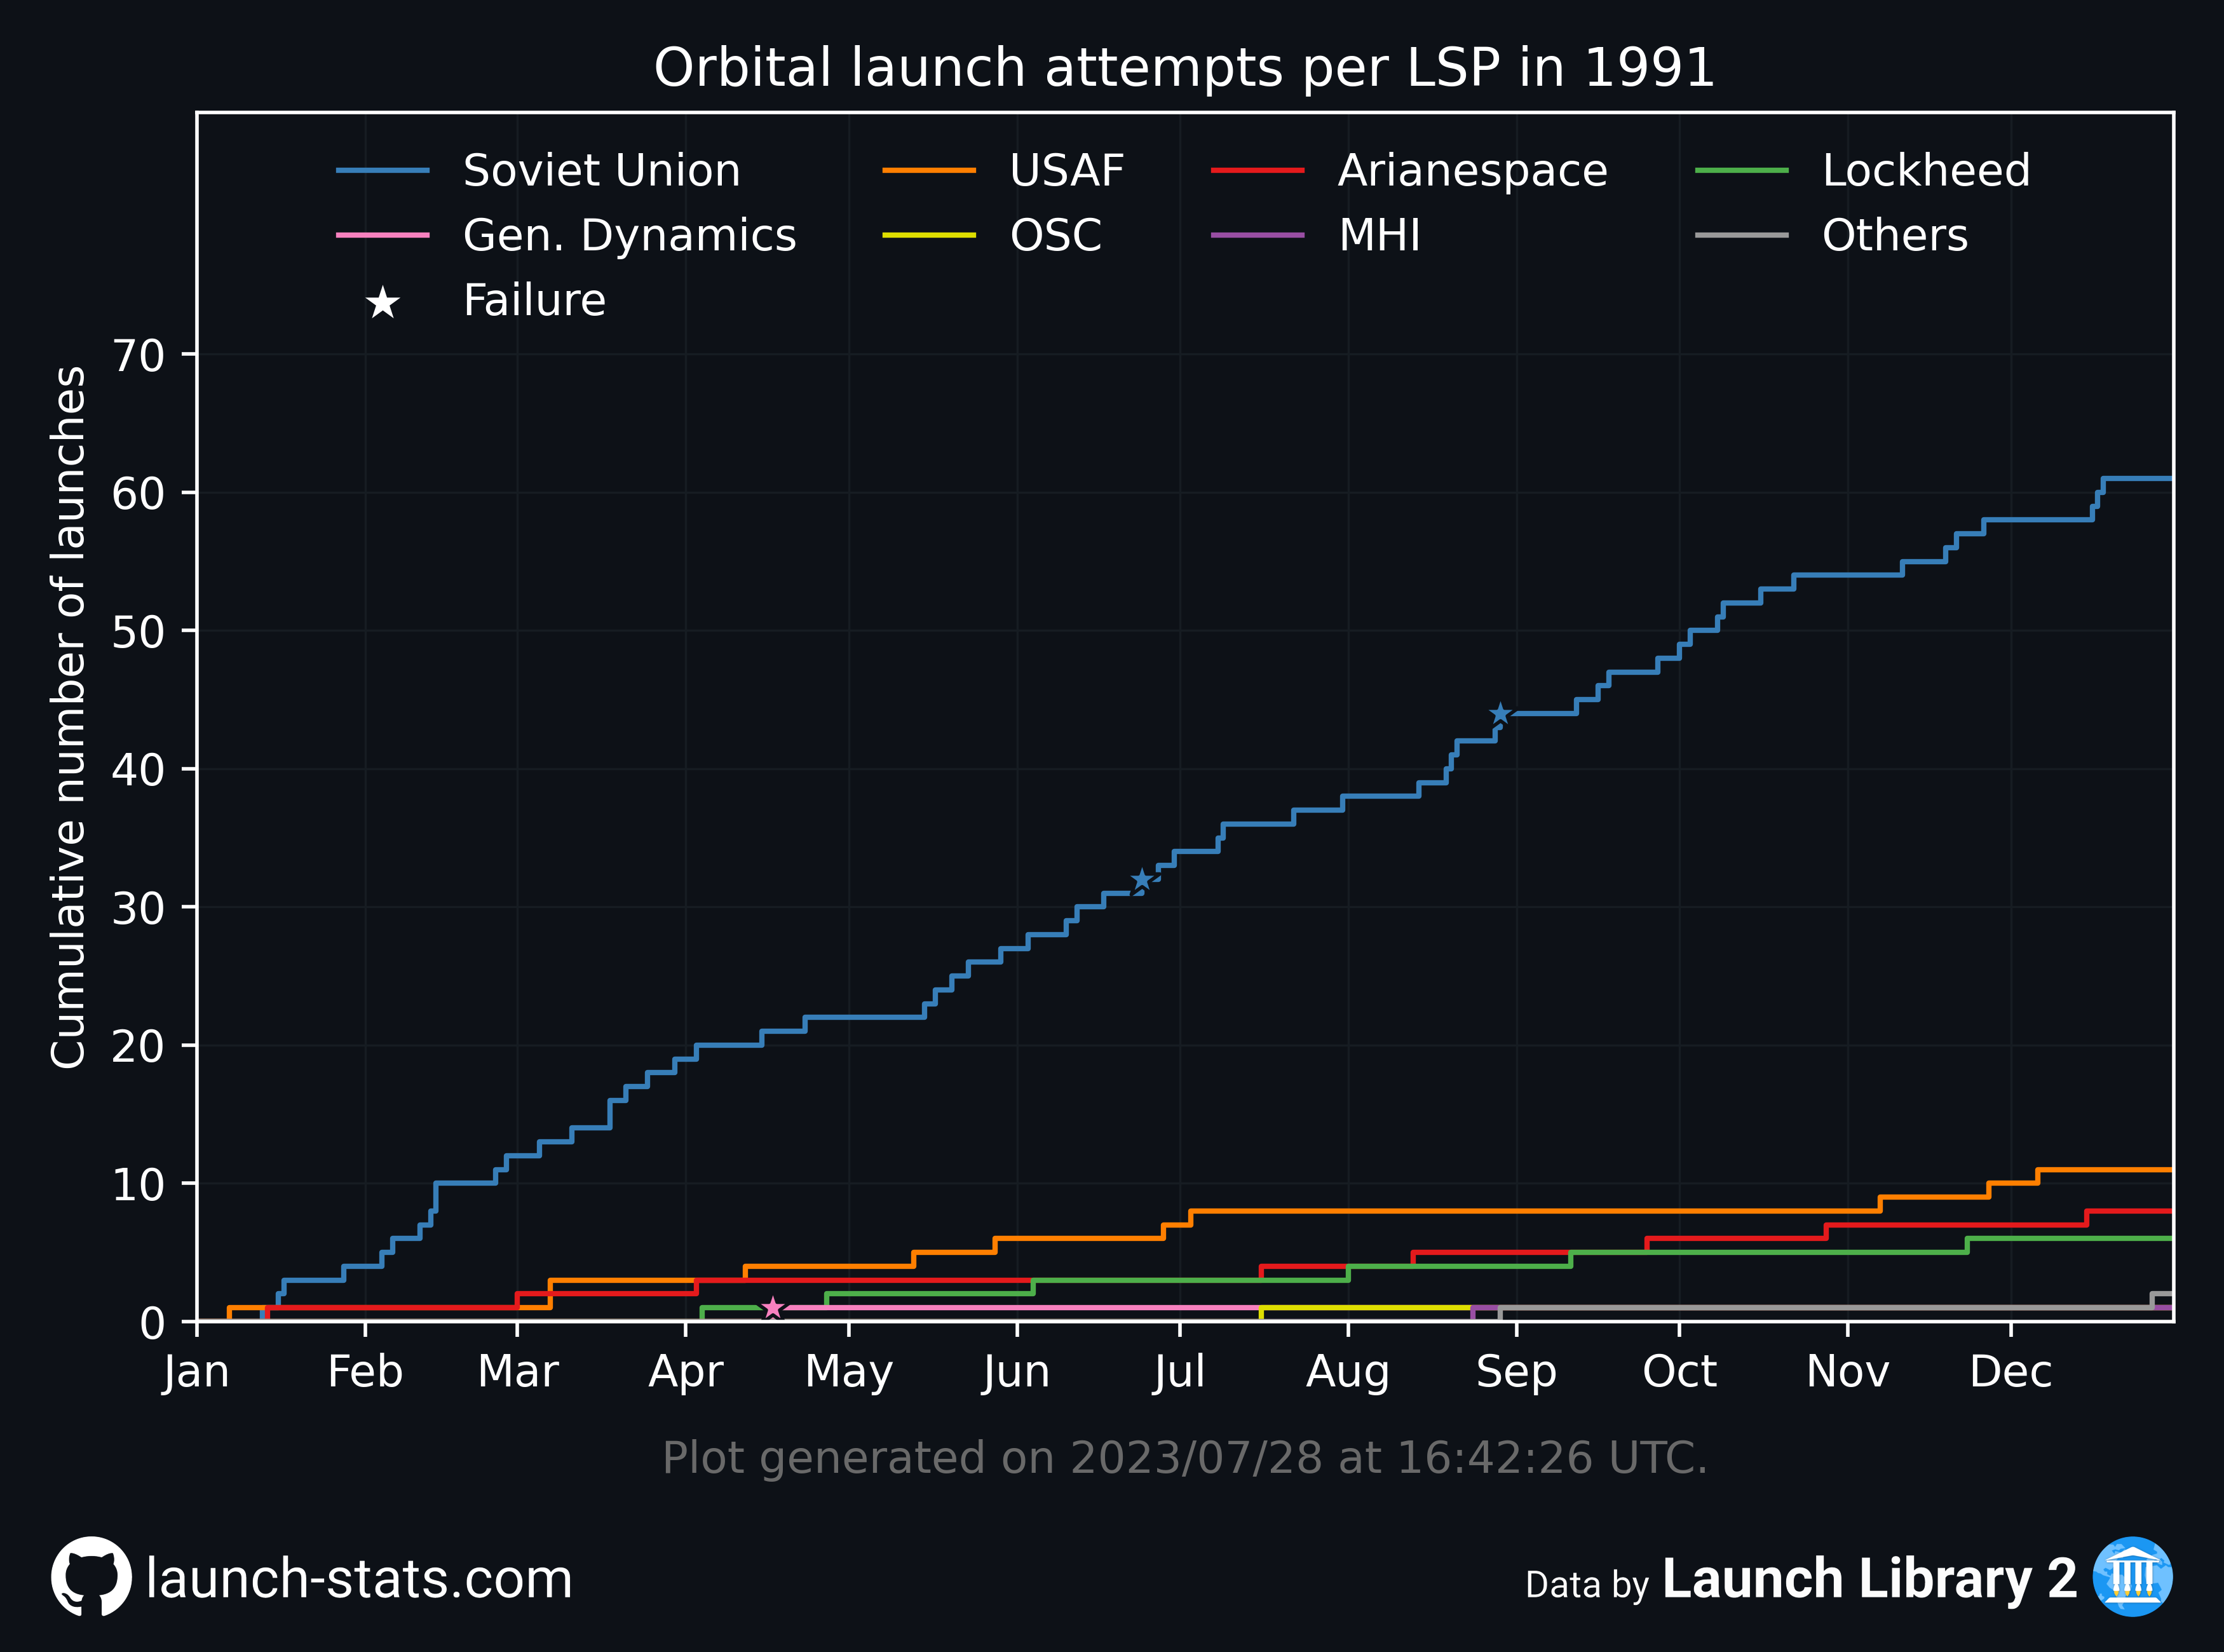 Orbital launch attempts per LSP in 1991
Soviet Union USAF Arianespace Lockheed
Gen. Dynamics OSC MHI Others
Failure
Cumulative number of launches
70
60
50
40
30
20
10
0
Jan Feb Mar Apr May Jun Jul Aug Sep Oct Nov Dec
Plot generated on 2023/07/28 at 16:42:26 UTC.
launch-stats.com
Data by Launch Library 2